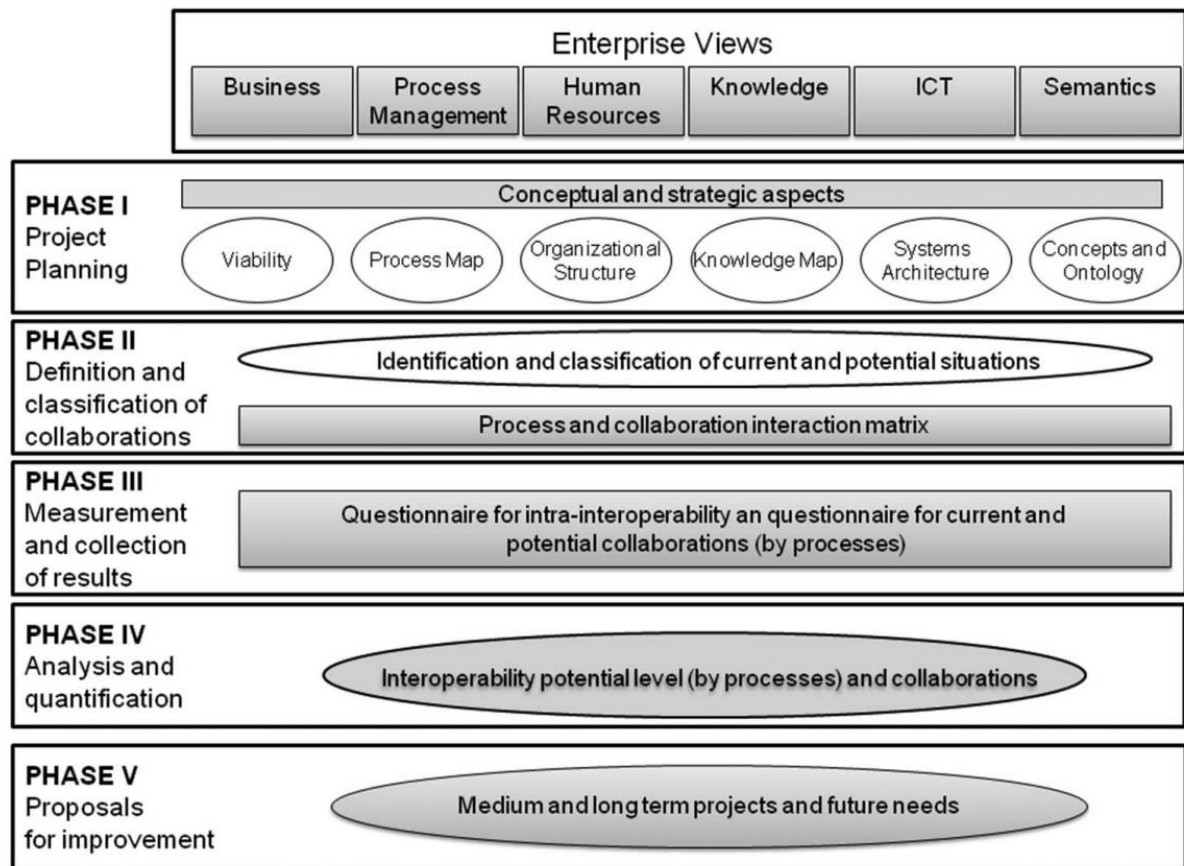 Enterprise Views
Business
Process
Management
Human
Resources
Knowledge
ICT
Semantics
PHASE I
Project
Planning
Conceptual and strategic aspects
Viability
Process Map
Organizational
Structure
Knowledge Map
Systems
Architecture
Concepts and
Ontology
PHASE II
Definition and
classification of
collaborations
Identification and classification of current and potential situations
Process and collaboration interaction matrix
PHASE III
Measurement
and collection
of results
Questionnaire for intra-interoperability an questionnaire for current and
potential collaborations (by processes)
PHASE IV
Analysis and
quantification
Interoperability potential level (by processes) and collaborations
PHASE V
Proposals
for improvement
Medium and long term projects and future needs